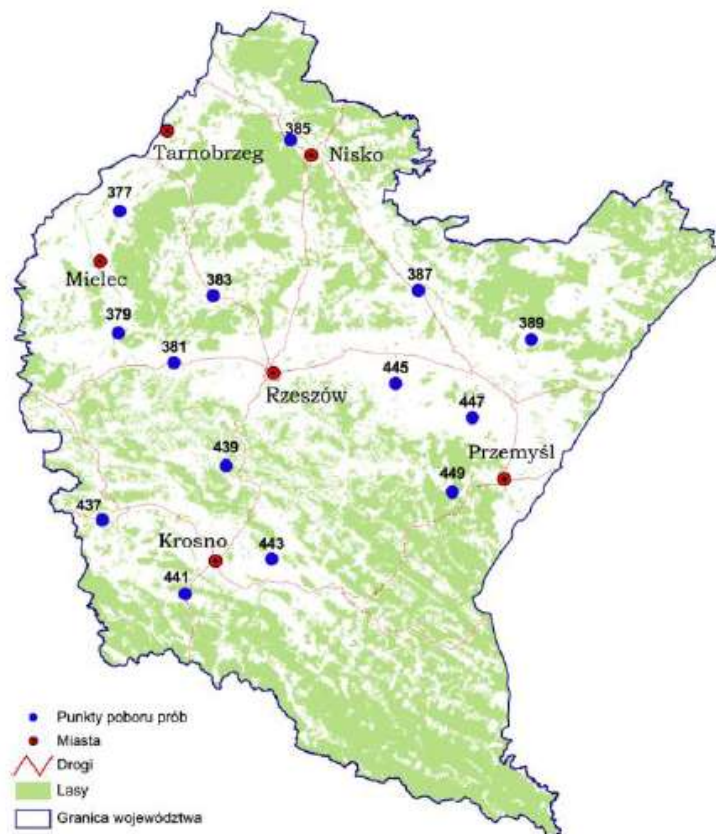 385
Tarnobrzeg
Nisko
377
Mielec
383
387
379
389
381
Rzeszów
445
447
439
Przemyśl
449
437
Krosno
443
441
Punkty poboru prób
Miasta
Drogi
Lasy
Granica województwa